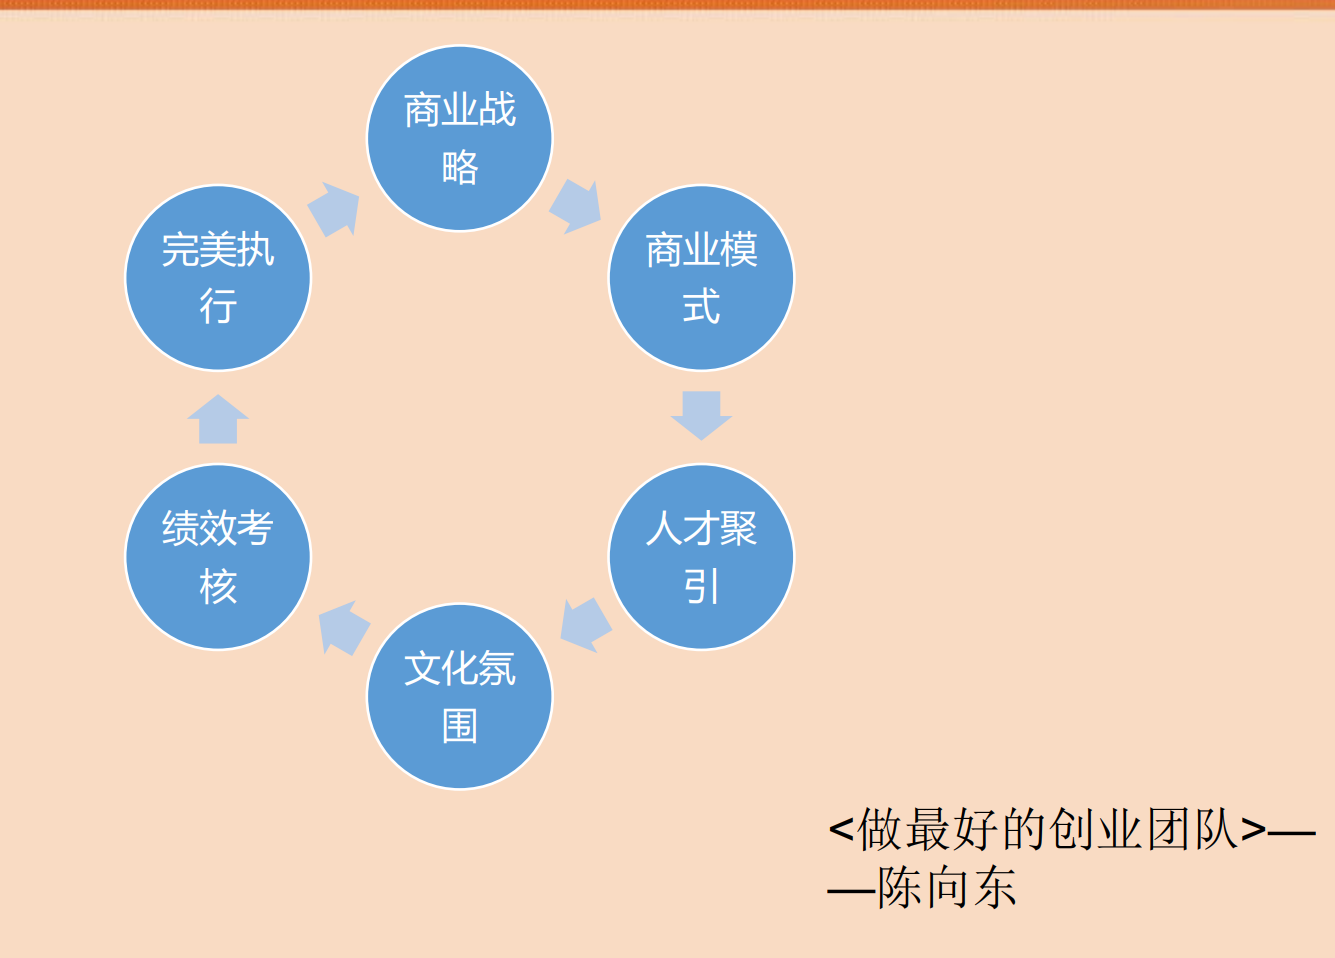 商业战
略
商业模
式
人才聚
引
文化氛
围
绩效考
核
完美执
行
<做最好的创业团队>—
—陈向东